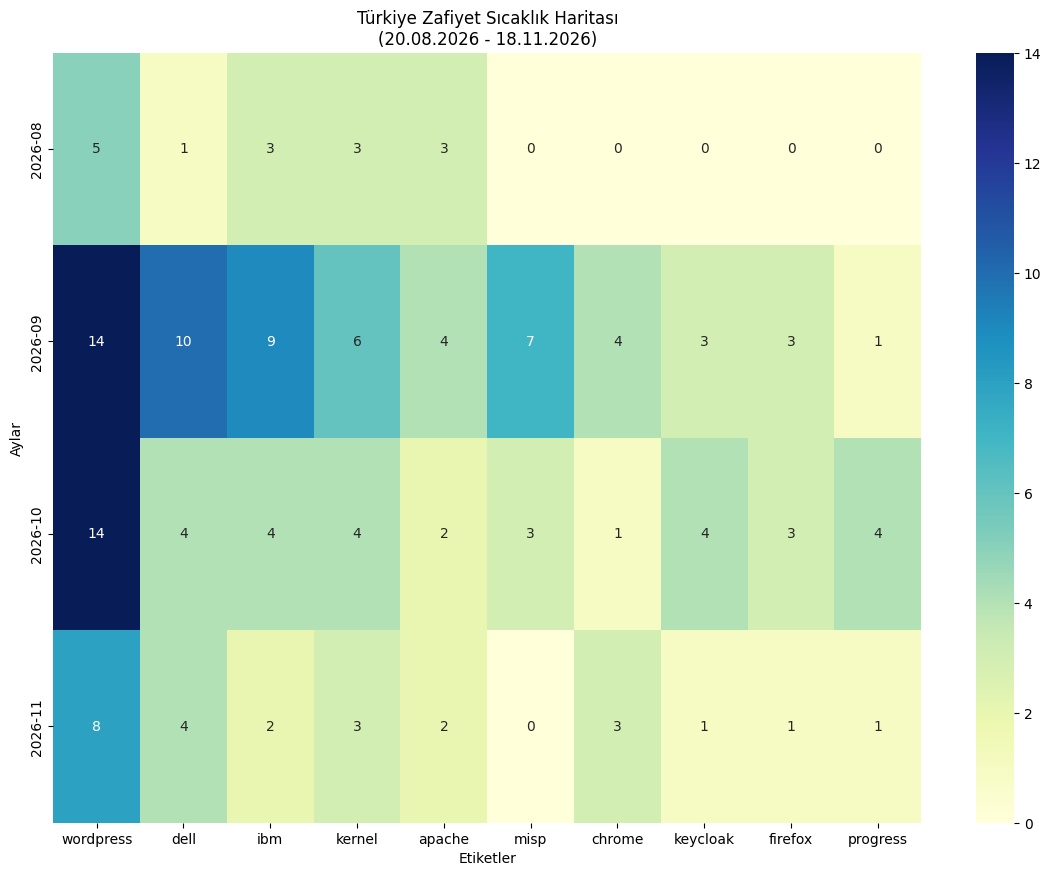 Türkiye Zafiyet Sıcaklık Haritası
(20.08.2026 - 18.11.2026)
Aylar
2026-08
5 1 3 3 3 0 0 0 0 0
2026-09
14 10 9 6 4 7 4 3 3 1
2026-10
14 4 4 4 2 3 1 4 3 4
2026-11
8 4 2 3 2 0 3 1 1 1
wordpress dell ibm kernel apache misp chrome keycloak firefox progress
Etiketler
14
12
10
8
6
4
2
0